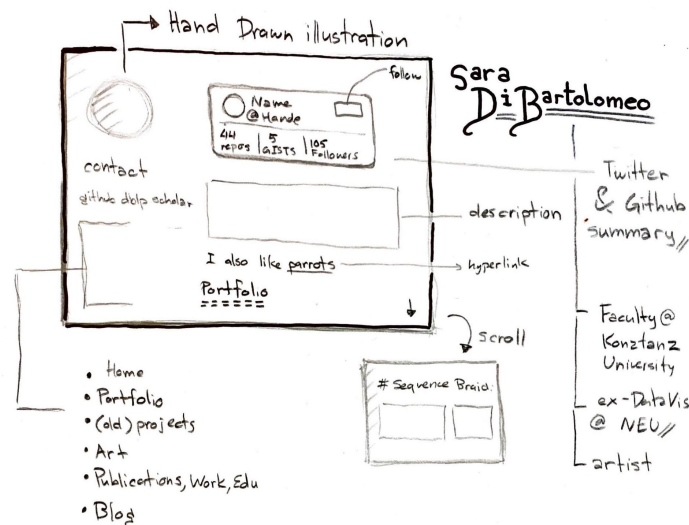 Hand Drawn illustration
follow
Name
@Hande
44 repos
5 GISTS
105 Followers
contact
github dblp scholar
I also like parrots
Portfolio
description
hyperlink
scroll
# Sequence Braid:
Sara
Di Bartolomeo
Twitter
& Github
summary //
Faculty @
Konztanz
University
ex-DataVis
@ NEU //
artist
• Home
• Portfolio
• (old) projects
• Art
• Publications, Work, Edu
• Blog